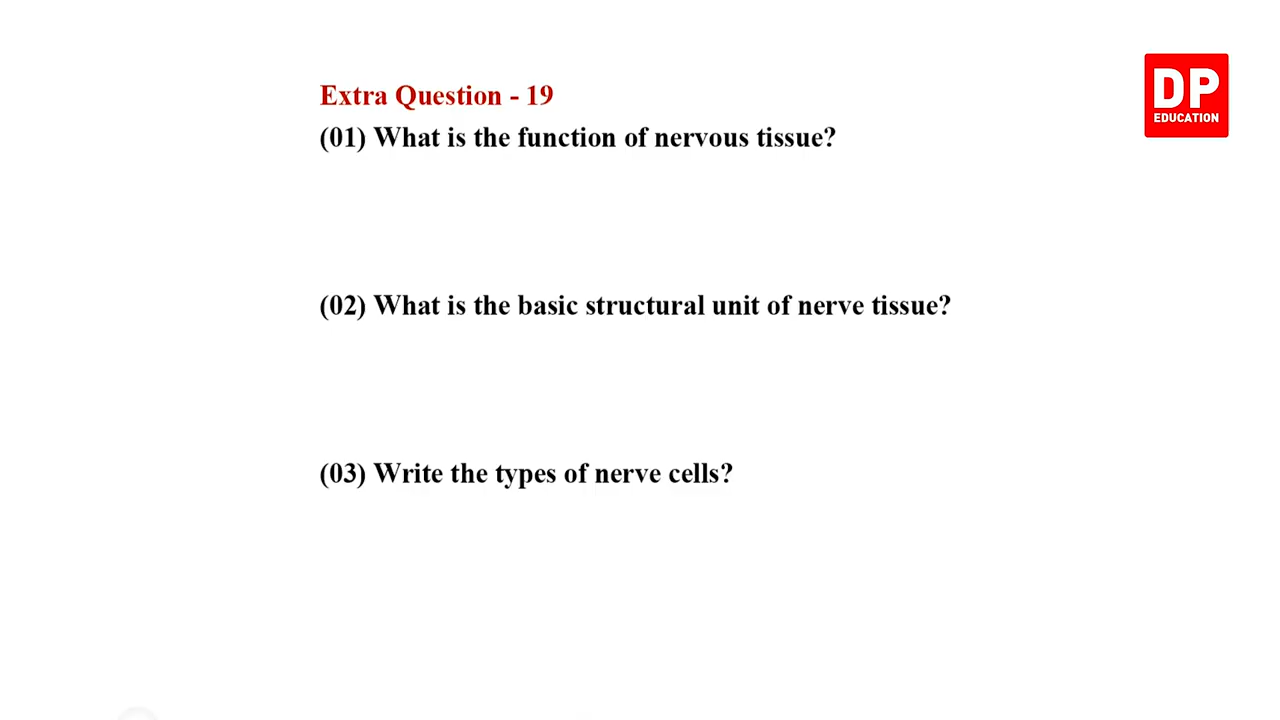 DP
EDUCATION
Extra Question - 19
(01) What is the function of nervous tissue?
(02) What is the basic structural unit of nerve tissue?
(03) Write the types of nerve cells?